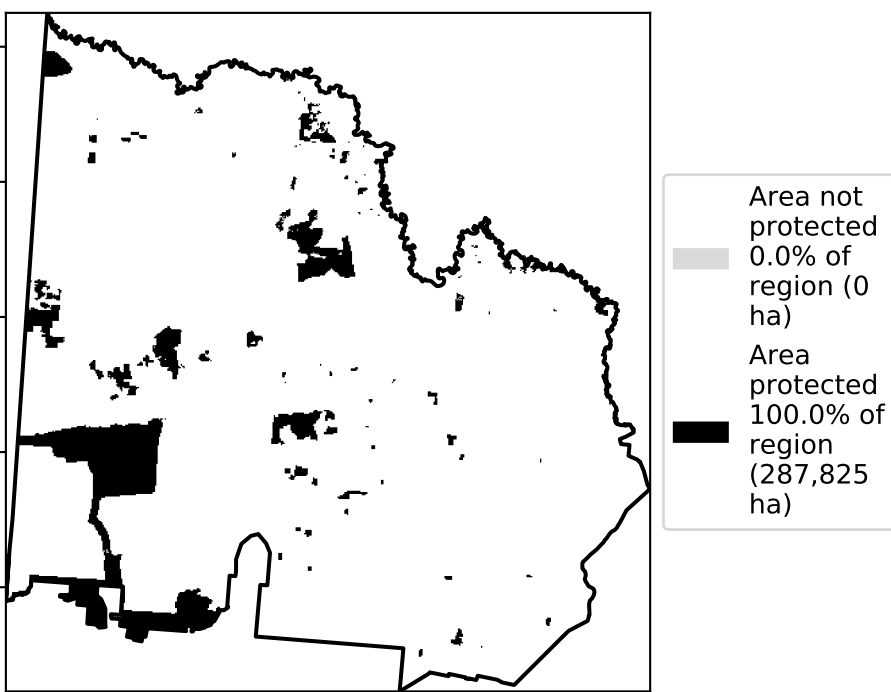 Area not
protected
0.0% of
region (0
ha)
Area
protected
100.0% of
region
(287,825
ha)